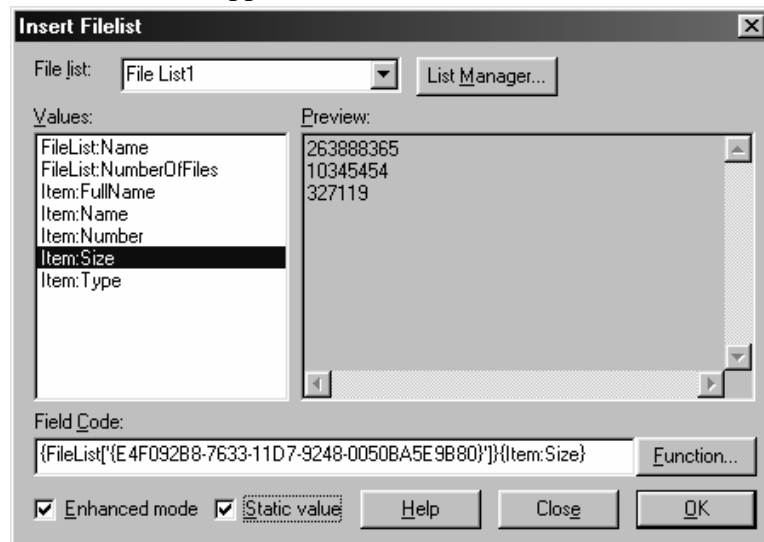 Insert Filelist
File list: File List1 List Manager...
Values: Preview:
FileList:Name 263888365
FileList:NumberOfFiles 10345454
Item:FullName 327119
Item:Name
Item:Number
Item:Size
Item:Type
Field Code:
{FileList['{E4F092B8-7633-11D7-9248-0050BA5E9B80}']}{Item:Size} Function...
Enhanced mode Static value Help Close OK